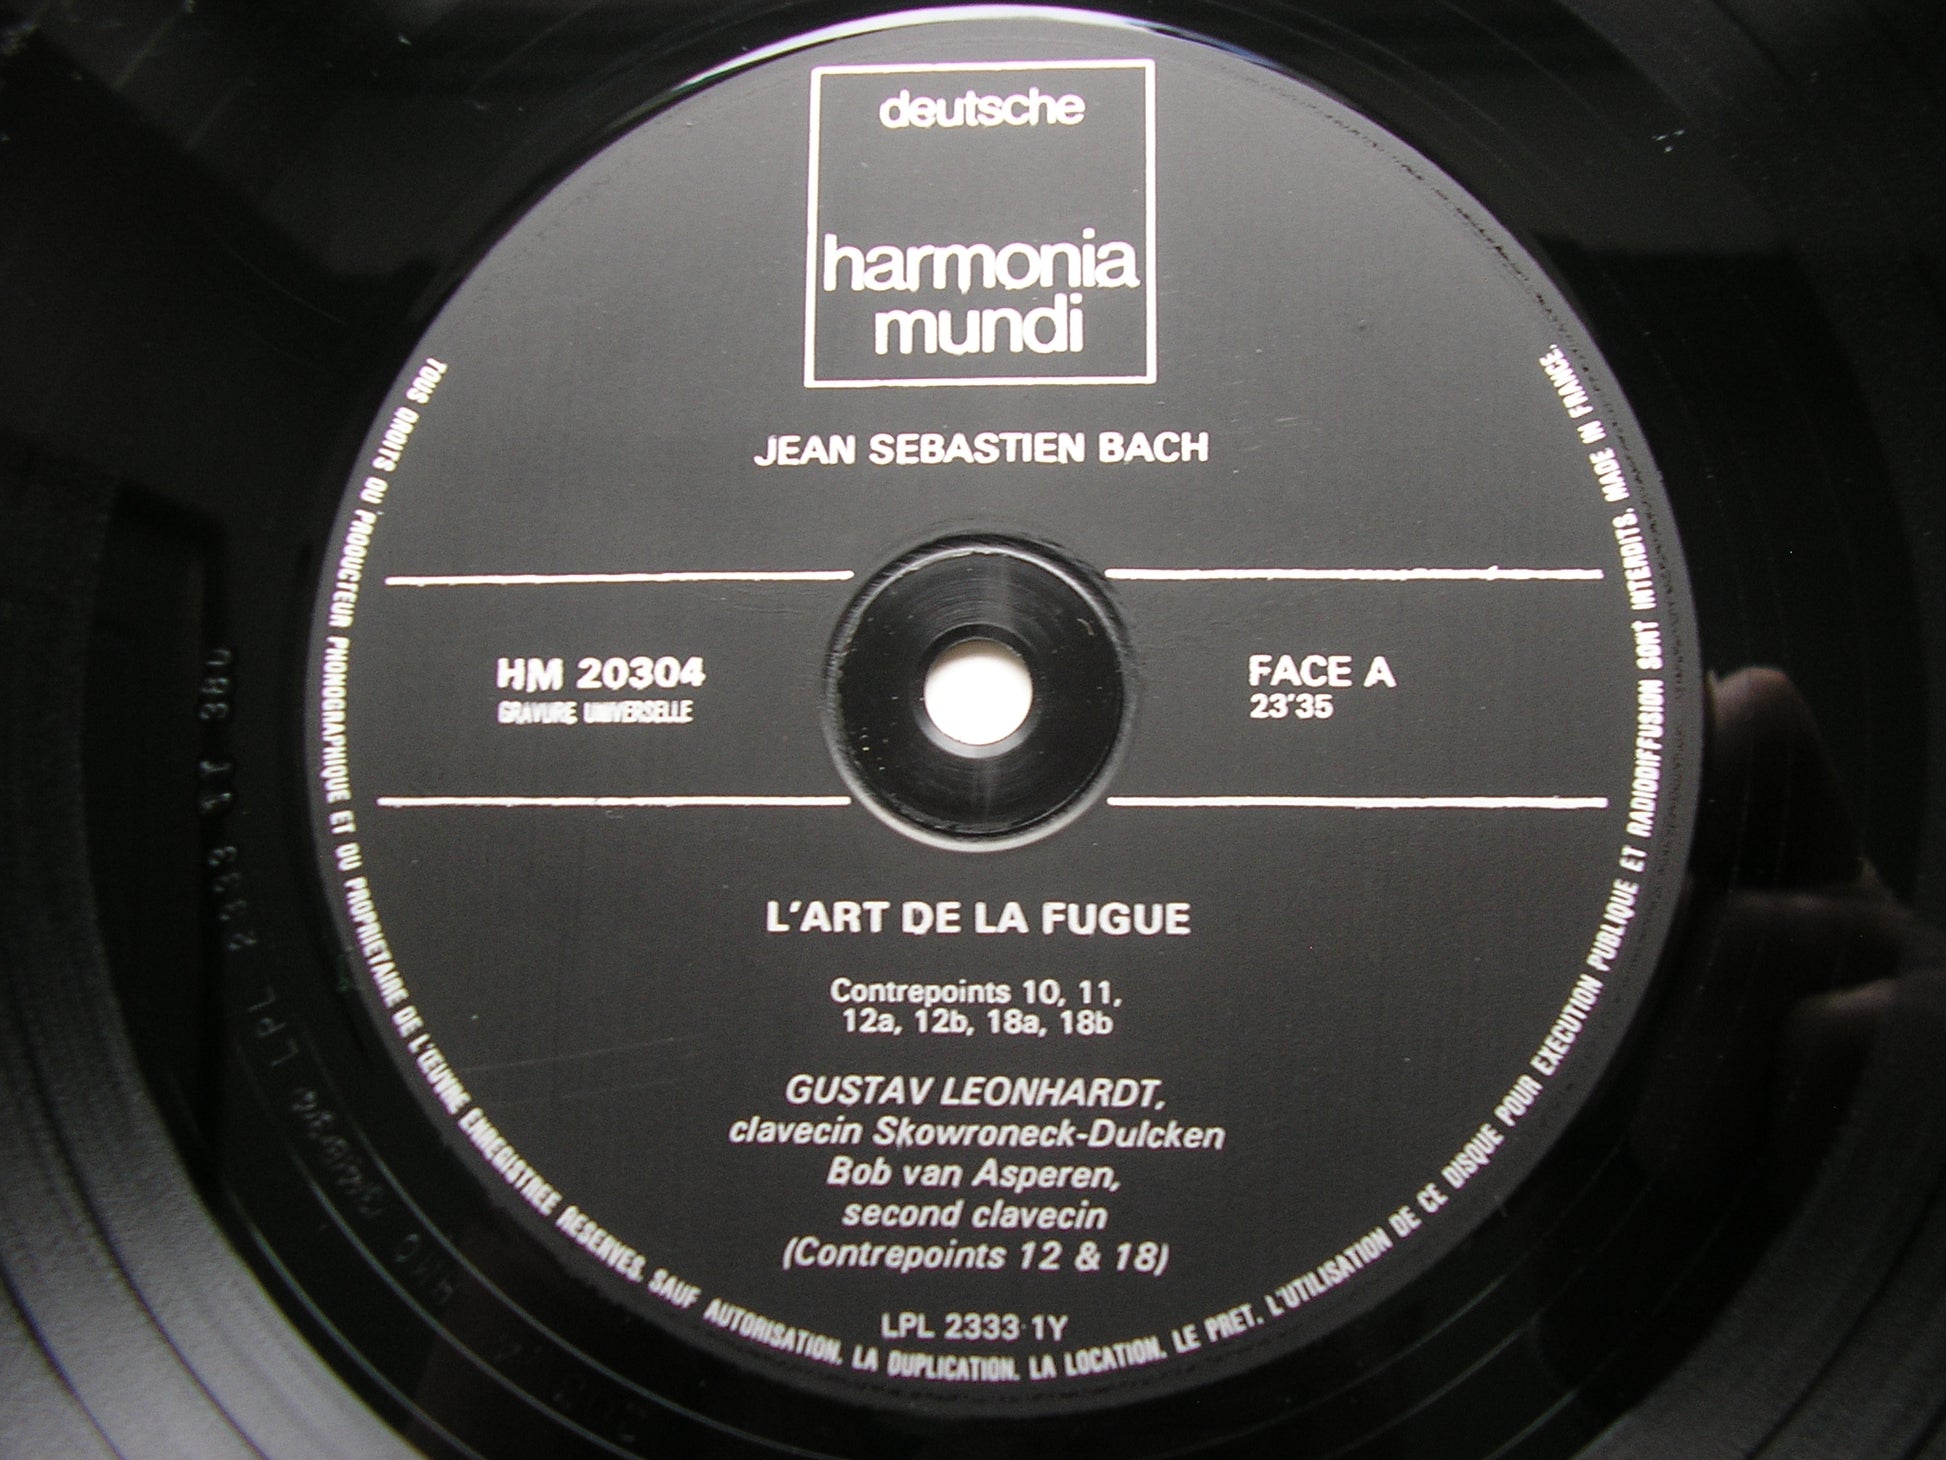 deutsche
harmonia
mundi
JEAN SEBASTIEN BACH
HM 20304
GRAVURE UNIVERSELLE
FACE A
23'35
L'ART DE LA FUGUE
Contrepoints 10, 11,
12a, 12b, 18a, 18b
GUSTAV LEONHARDT,
clavecin Skowroneck-Dulcken
Bob van Asperen,
second clavecin
(Contrepoints 12 & 18)
LPL 2333 1Y
TOUS DROITS DU PRODUCTEUR PHONOGRAPHIQUE ET DU PROPRIETAIRE DE L'ŒUVRE ENREGISTREE RESERVES. SAUF AUTORISATION, LA DUPLICATION, LA LOCATION, LE PRET, L'UTILISATION DE CE DISQUE POUR EXECUTION PUBLIQUE ET RADIODIFFUSION SONT INTERDITS. MADE IN FRANCE.
LPL 2333